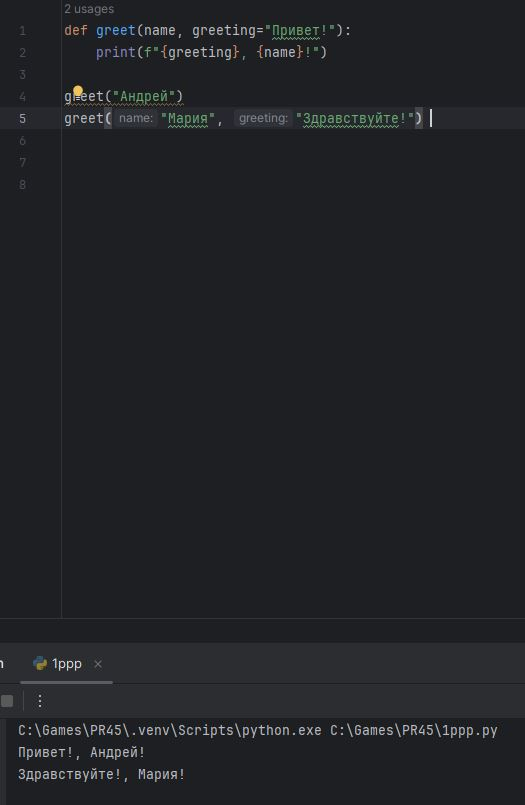 2 usages
1 def greet(name, greeting="Привет!"):
2 print(f"{greeting}, {name}!")
3
4 greet("Андрей")
5 greet( name: "Мария", greeting: "Здравствуйте!")
6
7
8
n
1ppp ×
C:\Games\PR45\.venv\Scripts\python.exe C:\Games\PR45\1ppp.py
Привет!, Андрей!
Здравствуйте!, Мария!